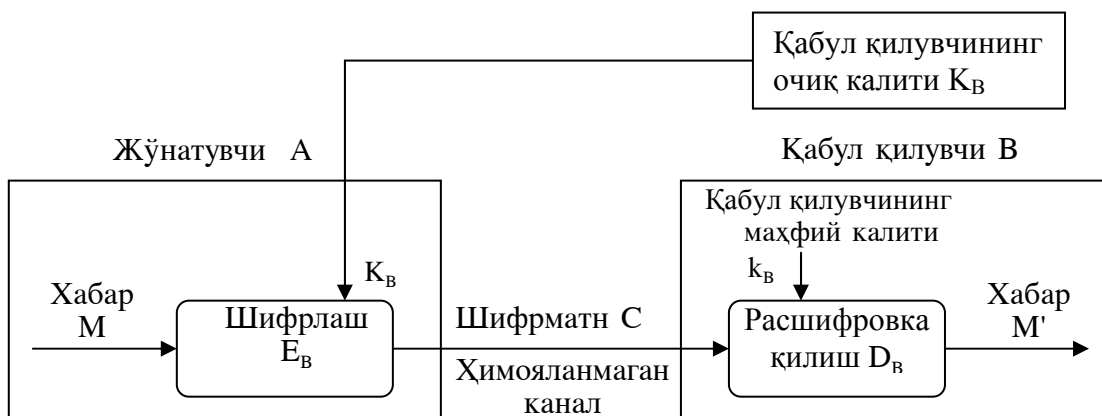 Қабул қилувчининг
очиқ калити K_B
Жўнатувчи A
Қабул қилувчи B
Қабул қилувчининг
маҳфий калити
k_B
K_B
Хабар
M
Шифрлаш
E_B
Шифрматн C
Ҳимояланмаган
канал
Расшифровка
қилиш D_B
Хабар
M'